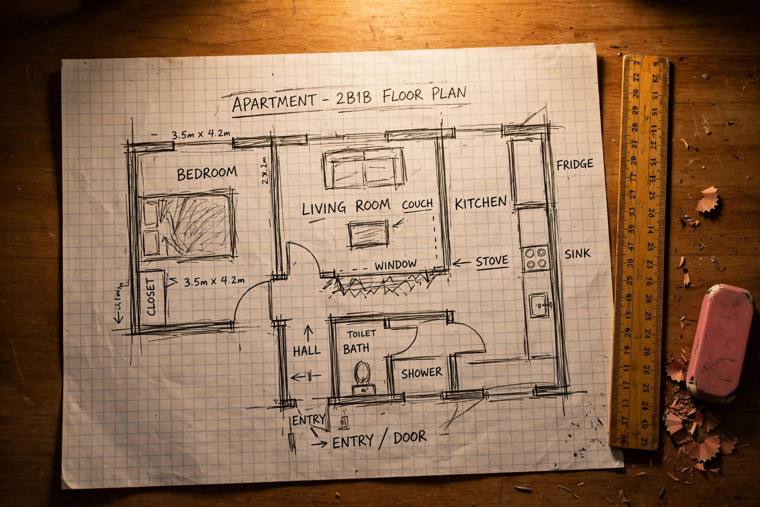 APARTMENT - 2B1B FLOOR PLAN
3.5m x 4.2m
BEDROOM
2 x 2m
FRIDGE
LIVING ROOM
COUCH
KITCHEN
WINDOW
STOVE
SINK
CLOSET
3.5m x 4.2m
TOILET
BATH
HALL
SHOWER
ENTRY
ENTRY / DOOR